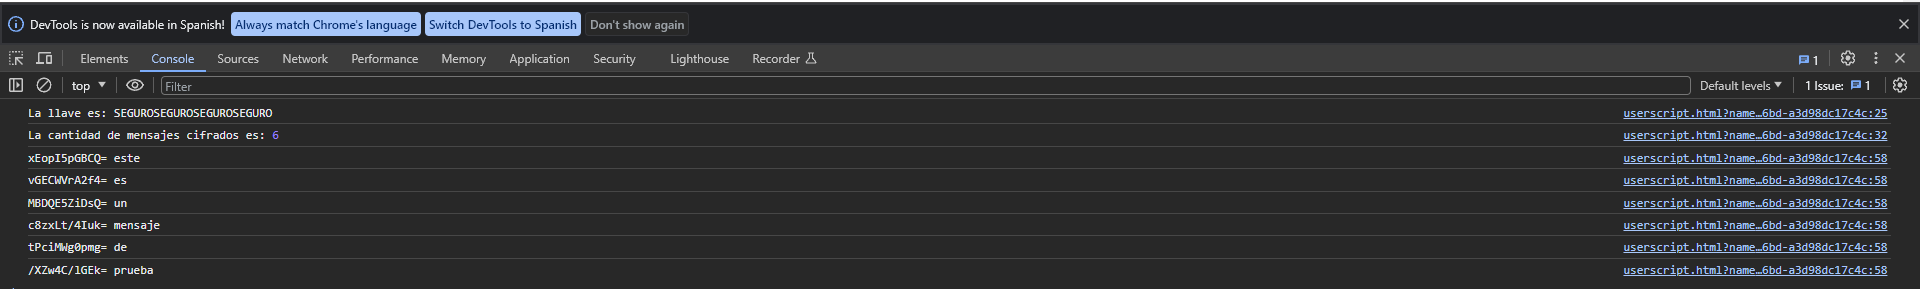 DevTools is now available in Spanish! Always match Chrome's language Switch DevTools to Spanish Don't show again
Elements Console Sources Network Performance Memory Application Security Lighthouse Recorder 1
top Filter Default levels 1 Issue: 1
La llave es: SEGUROSEGUROSEGUROSEGURO userscript.html?name…6bd-a3d98dc17c4c:25
La cantidad de mensajes cifrados es: 6 userscript.html?name…6bd-a3d98dc17c4c:32
xEopI5pGBCQ= este userscript.html?name…6bd-a3d98dc17c4c:58
vGECWVrA2f4= es userscript.html?name…6bd-a3d98dc17c4c:58
MBDQE5ZiDsQ= un userscript.html?name…6bd-a3d98dc17c4c:58
c8zxLt/4Iuk= mensaje userscript.html?name…6bd-a3d98dc17c4c:58
tPciMWg0pmg= de userscript.html?name…6bd-a3d98dc17c4c:58
/XZw4C/lGEk= prueba userscript.html?name…6bd-a3d98dc17c4c:58